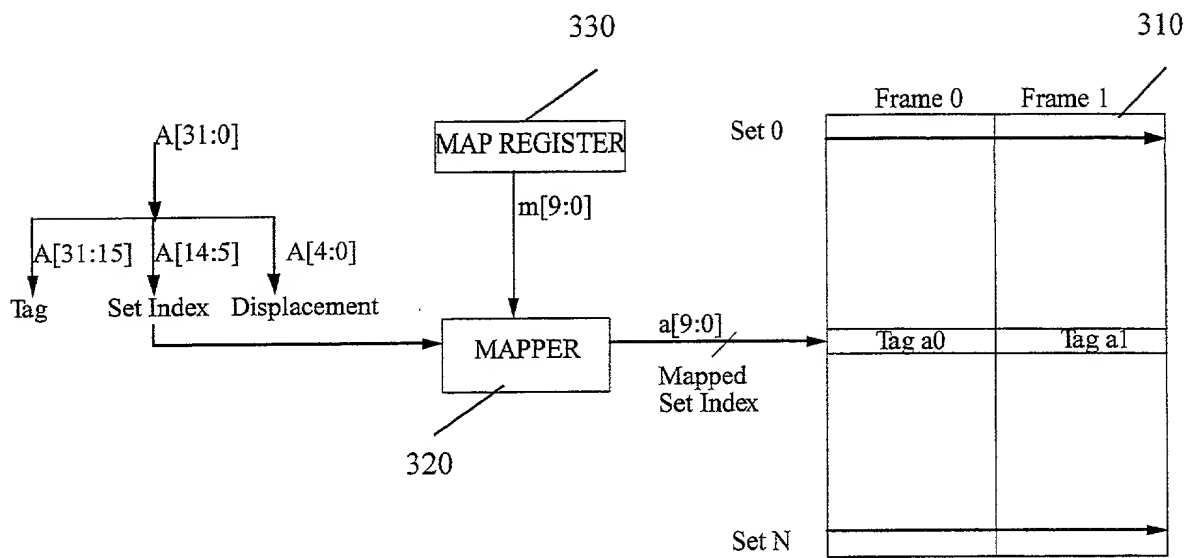 330
310
Frame 0 Frame 1
A[31:0]
MAP REGISTER
Set 0
m[9:0]
A[31:15] A[14:5] A[4:0]
Tag Set Index Displacement
MAPPER
a[9:0]
Tag a0 Tag a1
Mapped
Set Index
320
Set N